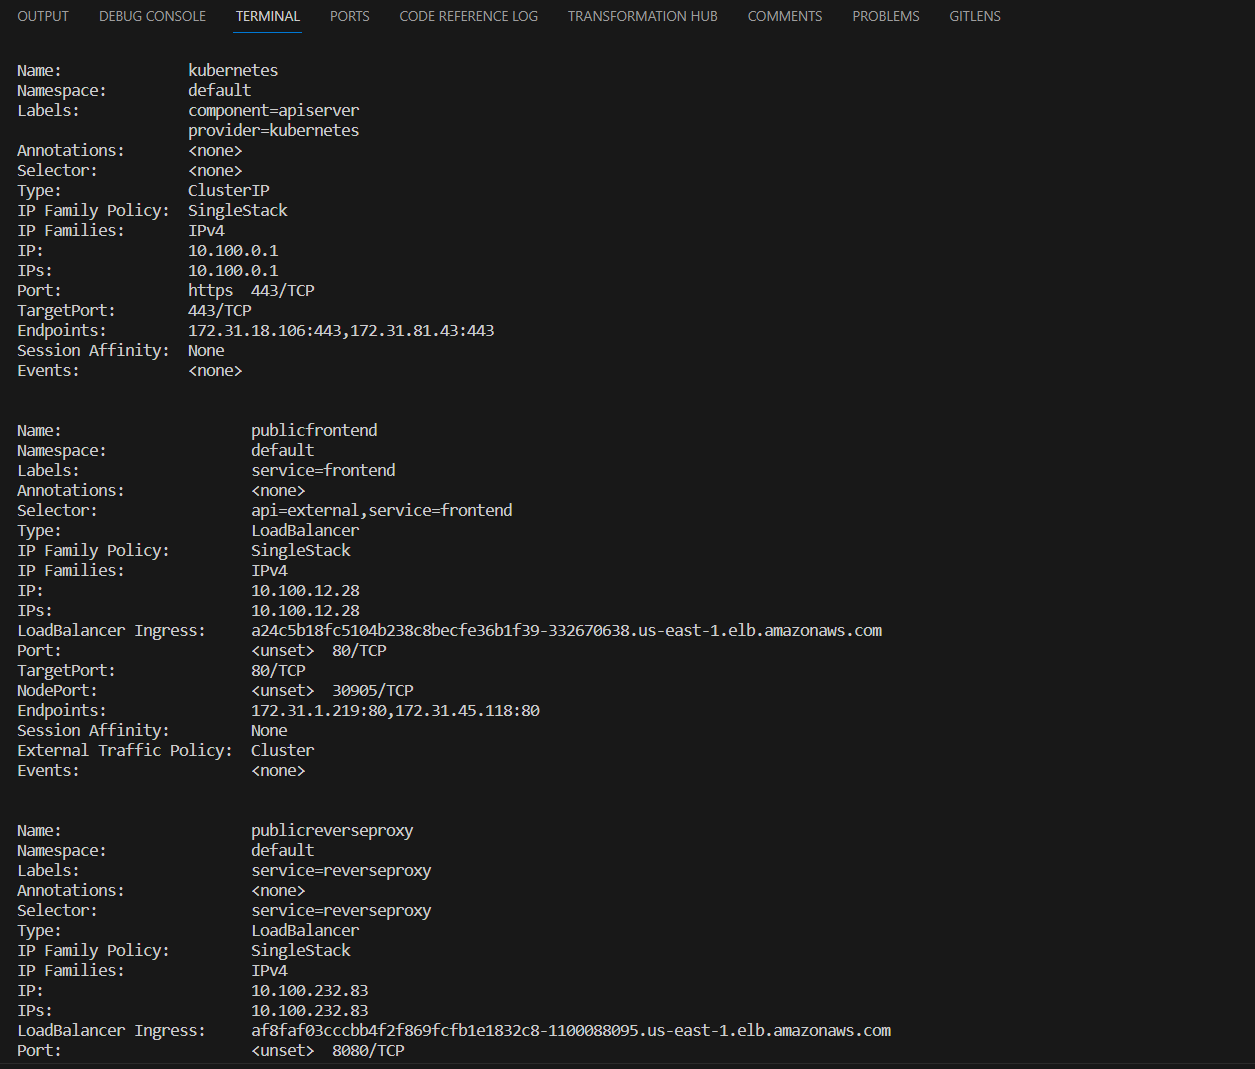 OUTPUT DEBUG CONSOLE TERMINAL PORTS CODE REFERENCE LOG TRANSFORMATION HUB COMMENTS PROBLEMS GITLENS
Name: kubernetes
Namespace: default
Labels: component=apiserver
provider=kubernetes
Annotations: <none>
Selector: <none>
Type: ClusterIP
IP Family Policy: SingleStack
IP Families: IPv4
IP: 10.100.0.1
IPs: 10.100.0.1
Port: https 443/TCP
TargetPort: 443/TCP
Endpoints: 172.31.18.106:443,172.31.81.43:443
Session Affinity: None
Events: <none>
Name: publicfrontend
Namespace: default
Labels: service=frontend
Annotations: <none>
Selector: api=external,service=frontend
Type: LoadBalancer
IP Family Policy: SingleStack
IP Families: IPv4
IP: 10.100.12.28
IPs: 10.100.12.28
LoadBalancer Ingress: a24c5b18fc5104b238c8becfe36b1f39-332670638.us-east-1.elb.amazonaws.com
Port: <unset> 80/TCP
TargetPort: 80/TCP
NodePort: <unset> 30905/TCP
Endpoints: 172.31.1.219:80,172.31.45.118:80
Session Affinity: None
External Traffic Policy: Cluster
Events: <none>
Name: publicreverseproxy
Namespace: default
Labels: service=reverseproxy
Annotations: <none>
Selector: service=reverseproxy
Type: LoadBalancer
IP Family Policy: SingleStack
IP Families: IPv4
IP: 10.100.232.83
IPs: 10.100.232.83
LoadBalancer Ingress: af8faf03cccbb4f2f869fcfb1e1832c8-1100088095.us-east-1.elb.amazonaws.com
Port: <unset> 8080/TCP